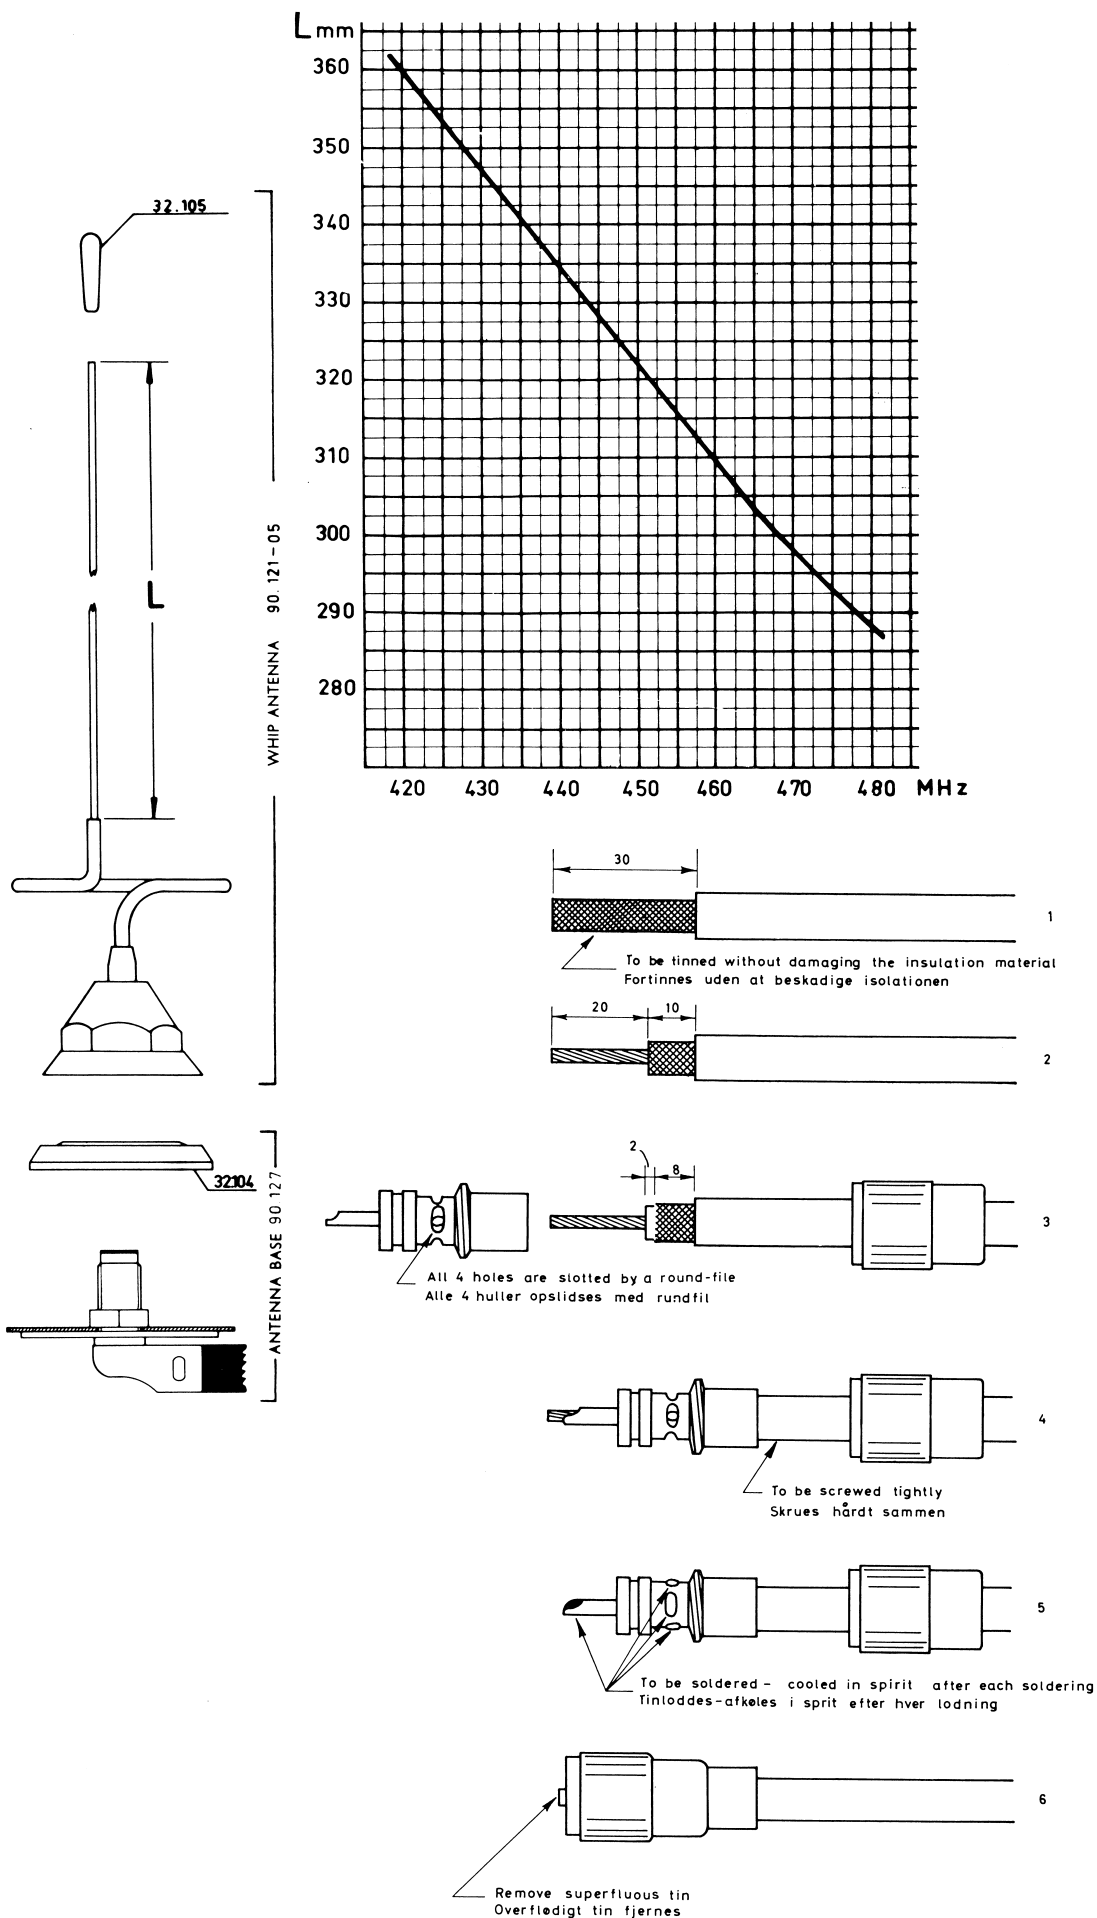 L mm
360
350
340
330
320
310
300
290
280
420 430 440 450 460 470 480 MHz
32.105
L
WHIP ANTENNA 90.121-05
32104
ANTENNA BASE 90 127
30
1
To be tinned without damaging the insulation material
Fortinnes uden at beskadige isolationen
20 10
2
2
8
3
All 4 holes are slotted by a round-file
Alle 4 huller opslidses med rundfil
4
To be screwed tightly
Skrues hårdt sammen
5
To be soldered - cooled in spirit after each soldering
Tinloddes-afkøles i sprit efter hver lodning
6
Remove superfluous tin
Overflødigt tin fjernes